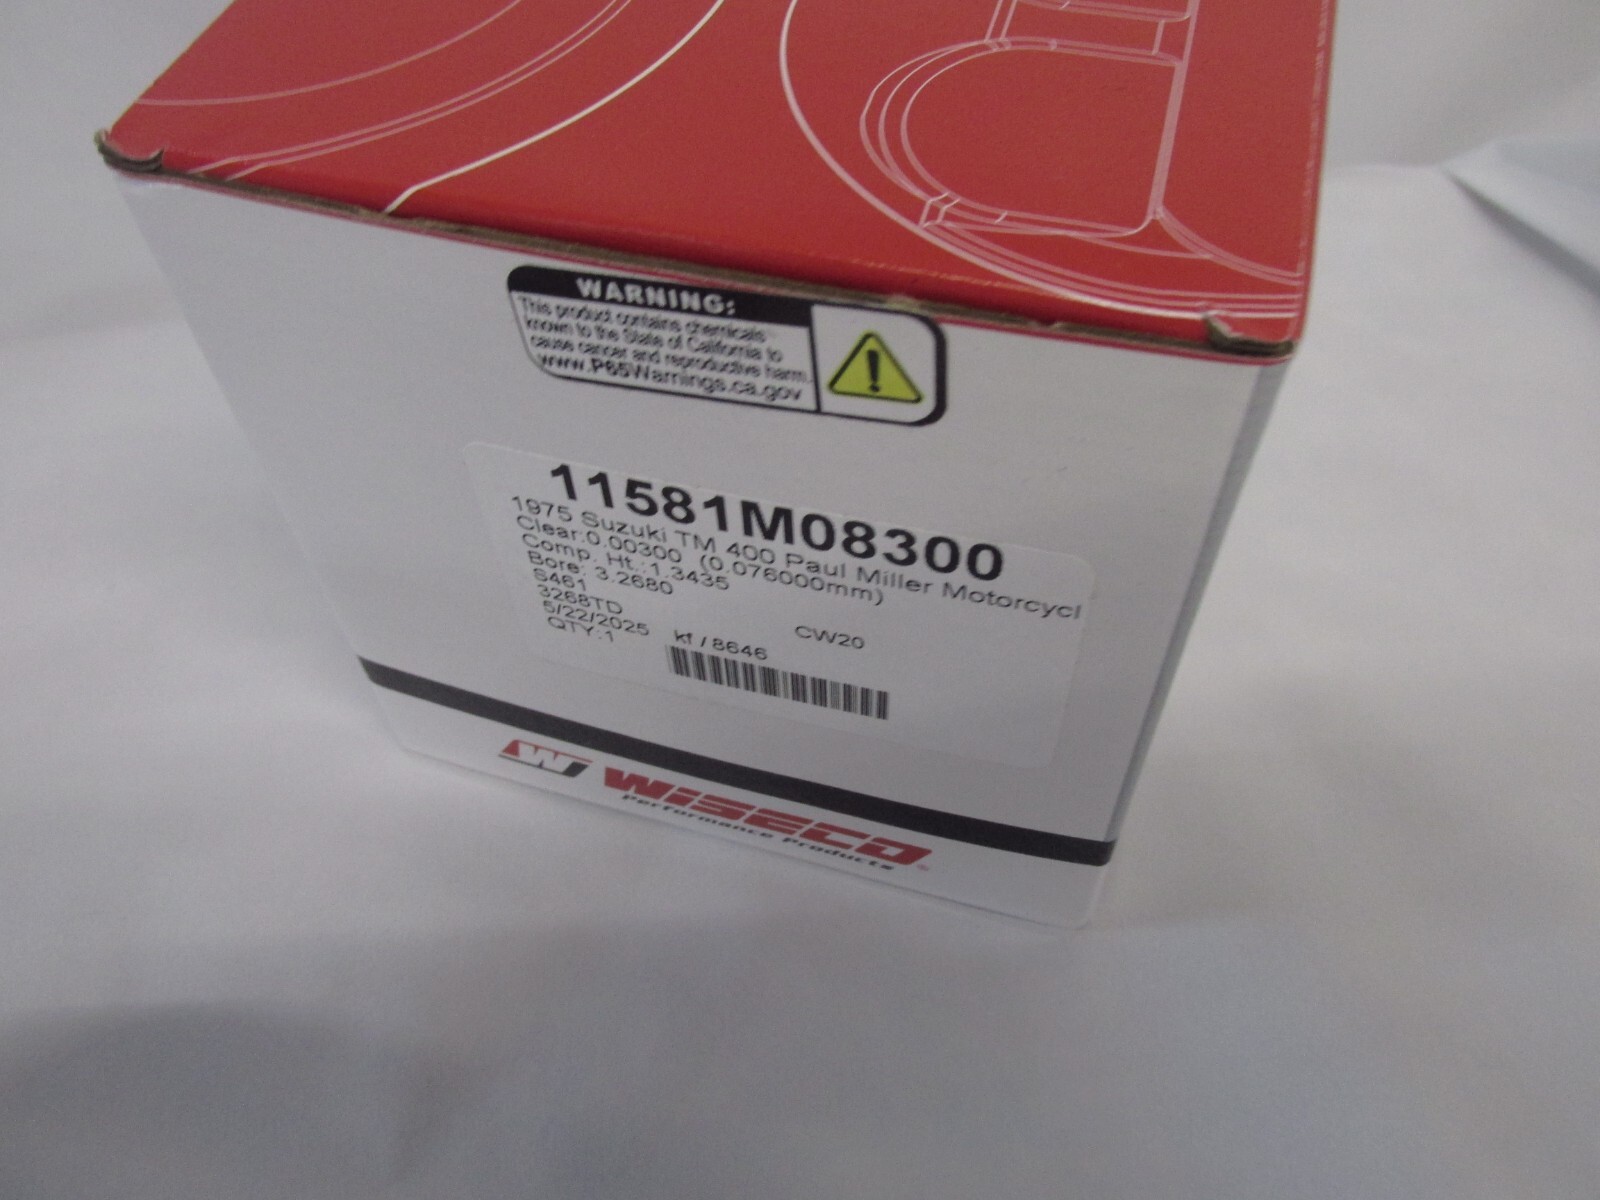 WARNING:
This product contains chemicals
known to the State of California to
cause cancer and reproductive harm.
www.P65Warnings.ca.gov
11581M08300
1975 Suzuki TM 400 Paul Miller Motorcycl
Clear:0.00300 (0.076000mm)
Comp. Ht.:1.3435
Bore: 3.2680
S461
3268TD CW20
5/22/2025 kf / 8646
QTY:1
W WISECO
Performance Products